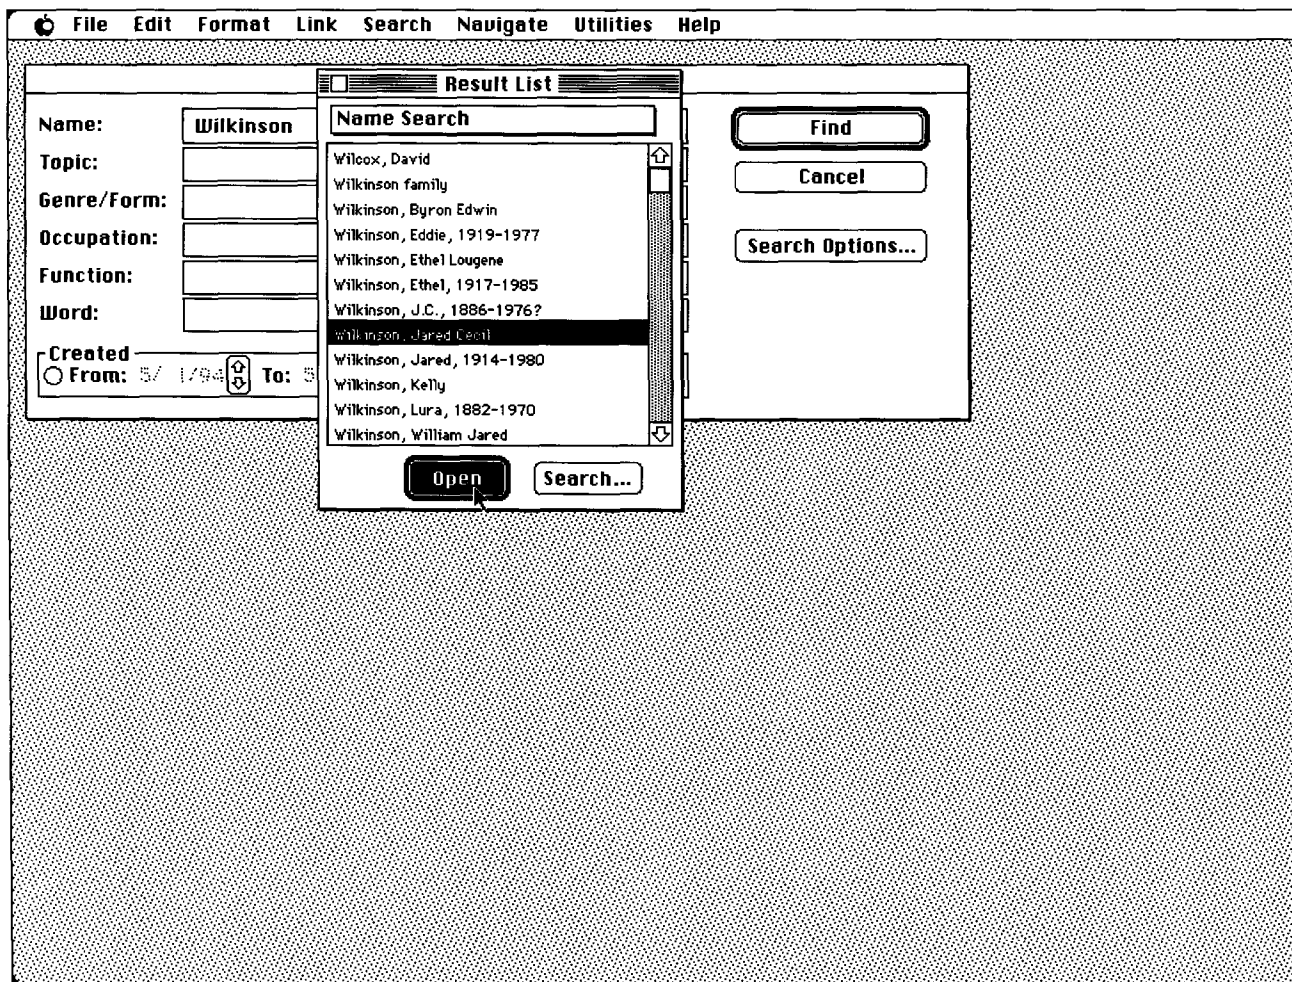 File Edit Format Link Search Navigate Utilities Help
Result List
Name Search
Name: Wilkinson
Topic:
Genre/Form:
Occupation:
Function:
Word:
Created
From: 5/ 1/94 To: 5
Wilcox, David
Wilkinson family
Wilkinson, Byron Edwin
Wilkinson, Eddie, 1919-1977
Wilkinson, Ethel Lougene
Wilkinson, Ethel, 1917-1985
Wilkinson, J.C., 1886-1976?
Wilkinson, Jared Cecil
Wilkinson, Jared, 1914-1980
Wilkinson, Kelly
Wilkinson, Lura, 1882-1970
Wilkinson, William Jared
Open Search...
Find
Cancel
Search Options...